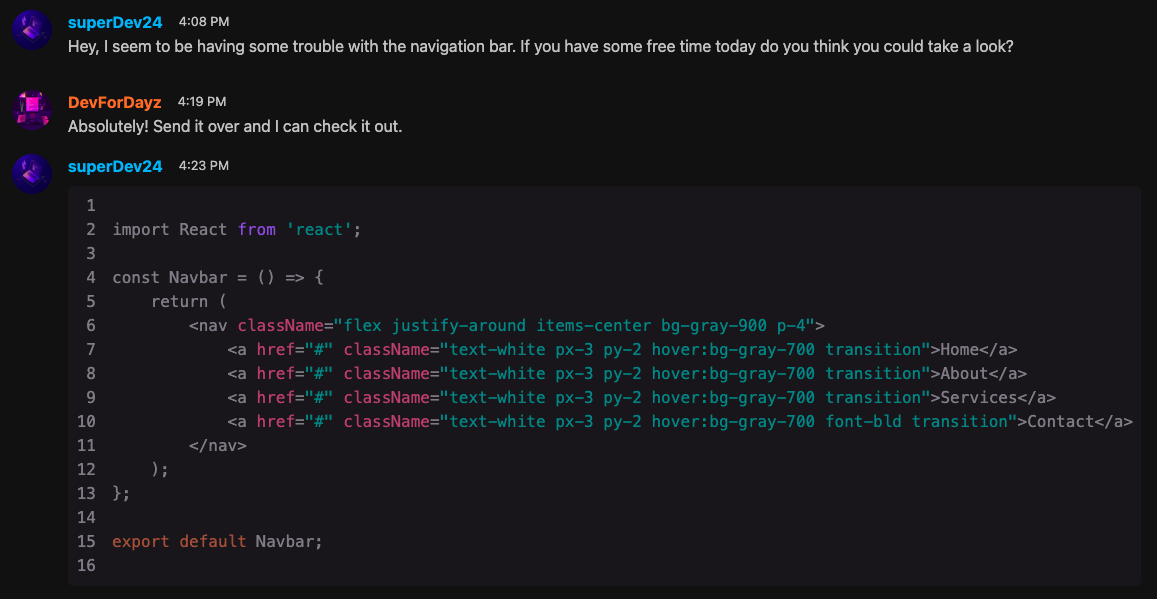 superDev24 4:08 PM
Hey, I seem to be having some trouble with the navigation bar. If you have some free time today do you think you could take a look?
DevForDayz 4:19 PM
Absolutely! Send it over and I can check it out.
superDev24 4:23 PM
1
2 import React from 'react';
3
4 const Navbar = () => {
5     return (
6         <nav className="flex justify-around items-center bg-gray-900 p-4">
7             <a href="#" className="text-white px-3 py-2 hover:bg-gray-700 transition">Home</a>
8             <a href="#" className="text-white px-3 py-2 hover:bg-gray-700 transition">About</a>
9             <a href="#" className="text-white px-3 py-2 hover:bg-gray-700 transition">Services</a>
10             <a href="#" className="text-white px-3 py-2 hover:bg-gray-700 font-bld transition">Contact</a>
11         </nav>
12     );
13 };
14
15 export default Navbar;
16